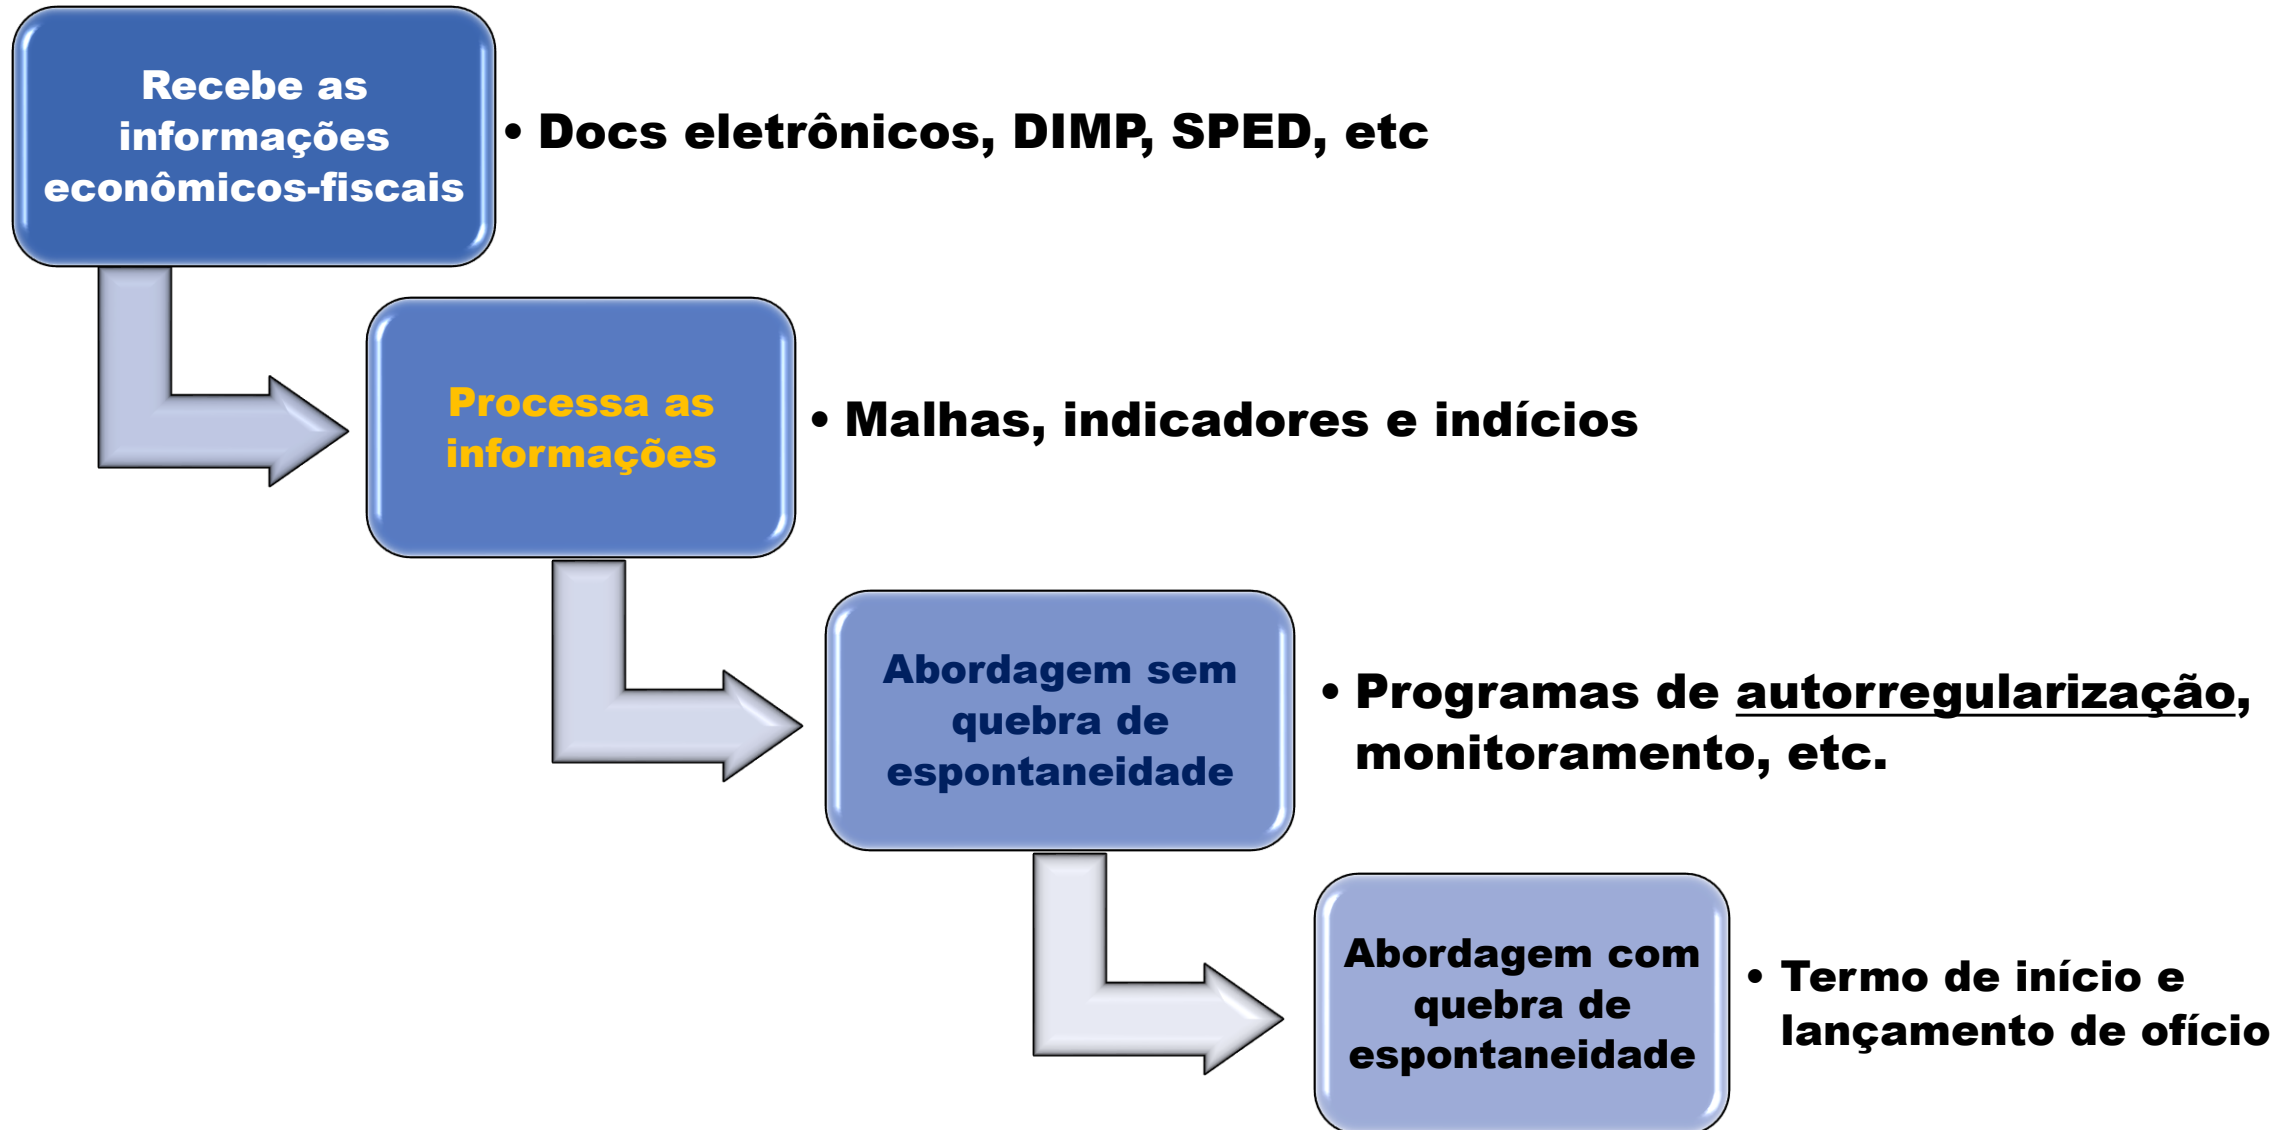 Recebe as
informações
econômicos-fiscais
• Docs eletrônicos, DIMP, SPED, etc
Processa as
informações
• Malhas, indicadores e indícios
Abordagem sem
quebra de
espontaneidade
• Programas de autorregularização,
monitoramento, etc.
Abordagem com
quebra de
espontaneidade
• Termo de início e
lançamento de ofício